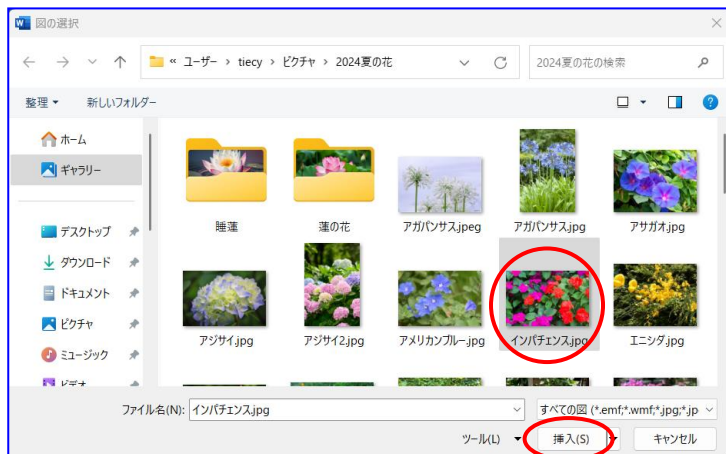 図の選択
« ユーザー › tiecy › ピクチャ › 2024夏の花
2024夏の花の検索
整理 新しいフォルダー
ホーム
ギャラリー
デスクトップ
ダウンロード
ドキュメント
ピクチャ
ミュージック
ビデオ
睡蓮
蓮の花
アガパンサス.jpeg
アガパンサス.jpg
アサガオ.jpg
アジサイ.jpg
アジサイ2.jpg
アメリカンブルー.jpg
インパチェンス.jpg
エニシダ.jpg
ファイル名(N): インパチェンス.jpg
すべての図 (*.emf;*.wmf;*.jpg;*.jp
ツール(L) 挿入(S) キャンセル